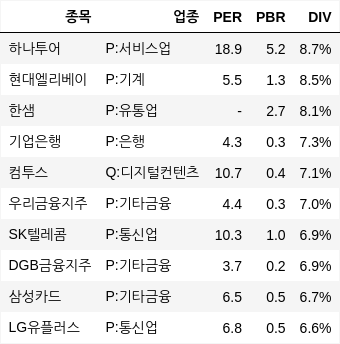 종목 업종 PER PBR DIV
하나투어 P:서비스업 18.9 5.2 8.7%
현대엘리베이 P:기계 5.5 1.3 8.5%
한샘 P:유통업 - 2.7 8.1%
기업은행 P:은행 4.3 0.3 7.3%
컴투스 Q:디지털컨텐츠 10.7 0.4 7.1%
우리금융지주 P:기타금융 4.4 0.3 7.0%
SK텔레콤 P:통신업 10.3 1.0 6.9%
DGB금융지주 P:기타금융 3.7 0.2 6.9%
삼성카드 P:기타금융 6.5 0.5 6.7%
LG유플러스 P:통신업 6.8 0.5 6.6%